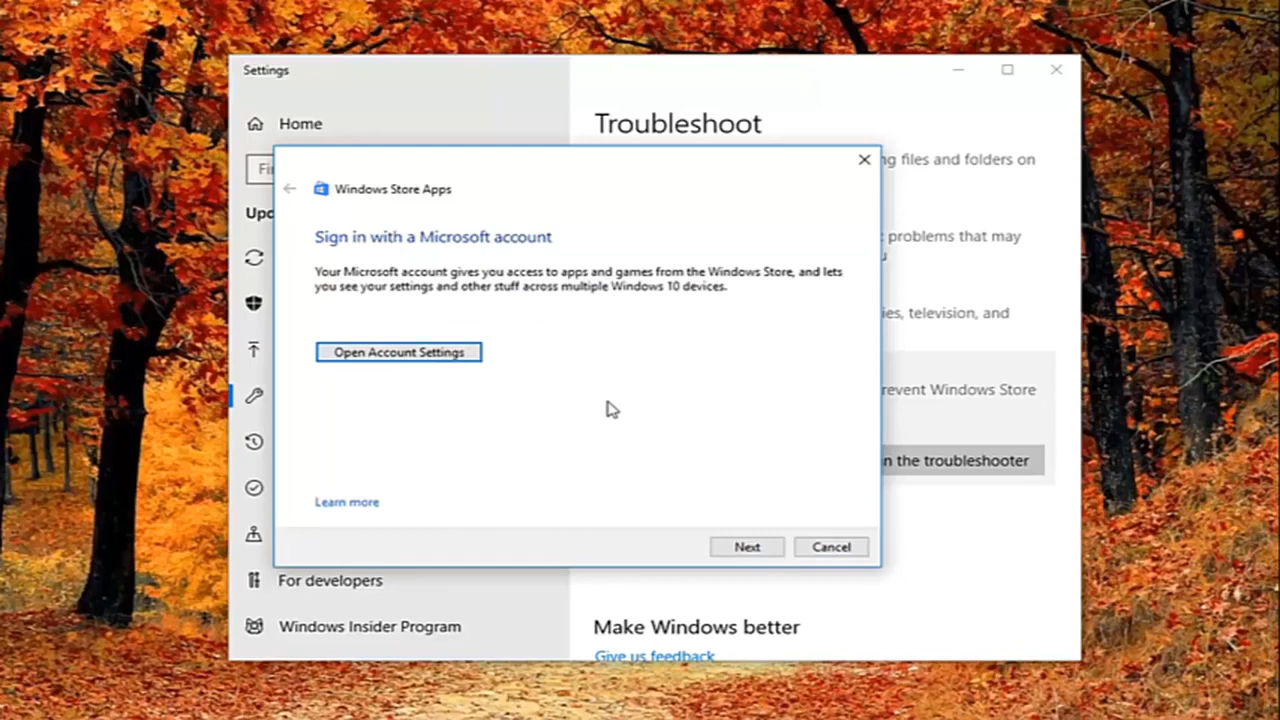 Settings
Home
Troubleshoot
Fi
files and folders on
Windows Store Apps
Sign in with a Microsoft account
problems that may
Your Microsoft account gives you access to apps and games from the Windows Store, and lets
you see your settings and other stuff across multiple Windows 10 devices.
television, and
Open Account Settings
Windows Store
the troubleshooter
Learn more
Next
Cancel
For developers
Windows Insider Program
Make Windows better
Give us feedback